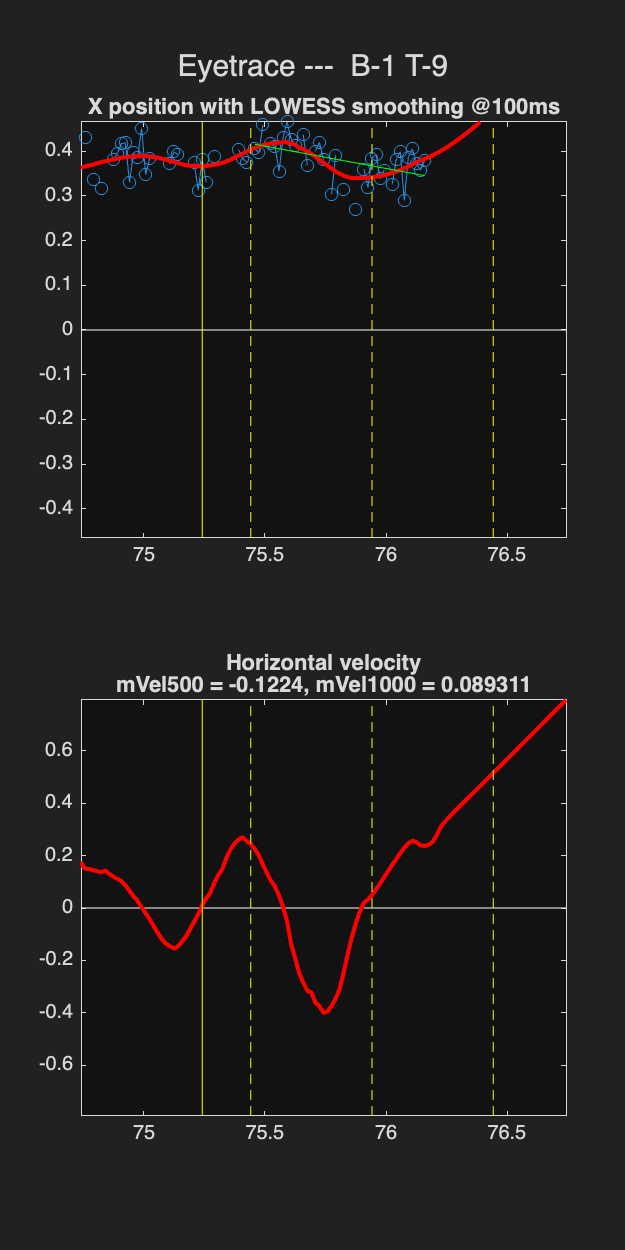 Eyetrace ---  B-1 T-9
X position with LOWESS smoothing @100ms
0.4
0.3
0.2
0.1
0
-0.1
-0.2
-0.3
-0.4
75 75.5 76 76.5
Horizontal velocity
mVel500 = -0.1224, mVel1000 = 0.089311
0.6
0.4
0.2
0
-0.2
-0.4
-0.6
75 75.5 76 76.5